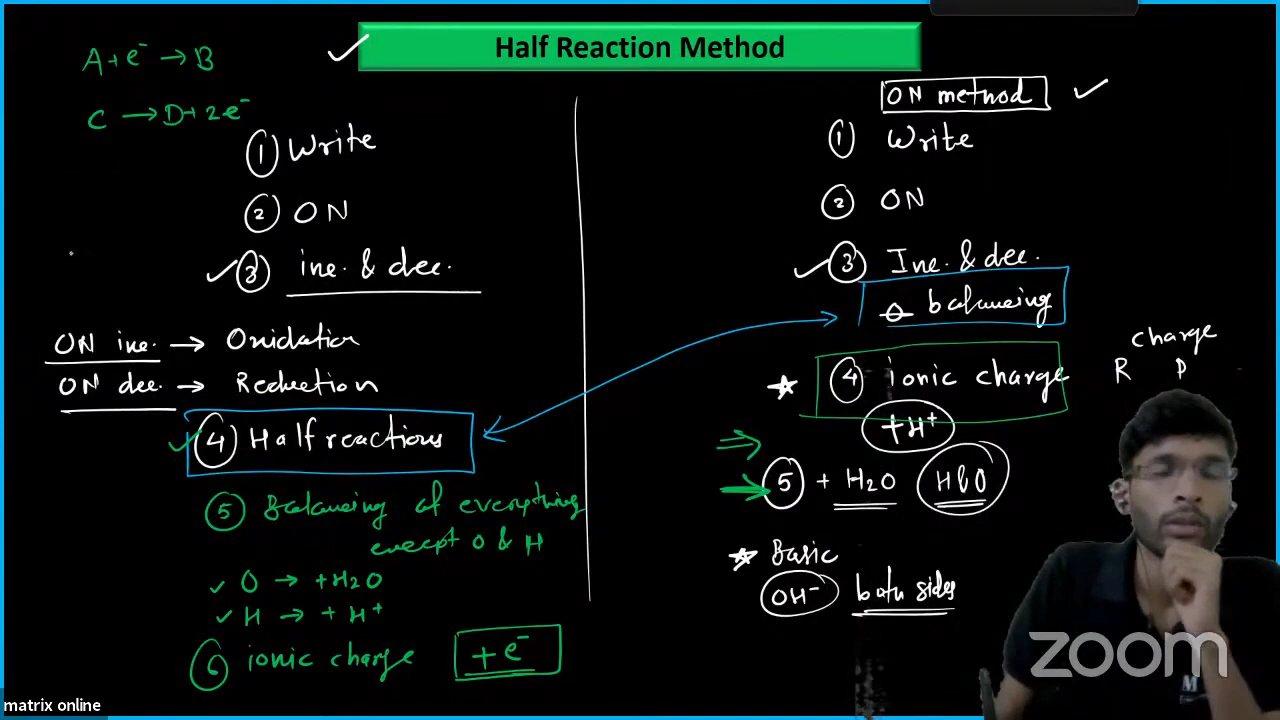 Half Reaction Method
A + e⁻ → B
C → D + 2e⁻
① Write
② ON
③ inc. & dec.
ON inc. → Oxidation
ON dec. → Reduction
④ Half reactions
⑤ Balancing of everything
except O & H
O → + H₂O
H → + H⁺
⑥ ionic charge + e⁻
ON method
① Write
② ON
③ Inc. & dec.
balancing
④ ionic charge
+ H⁺
charge
R P
⑤ + H₂O H & O
Basic
OH⁻ both sides
zoom
M
matrix online